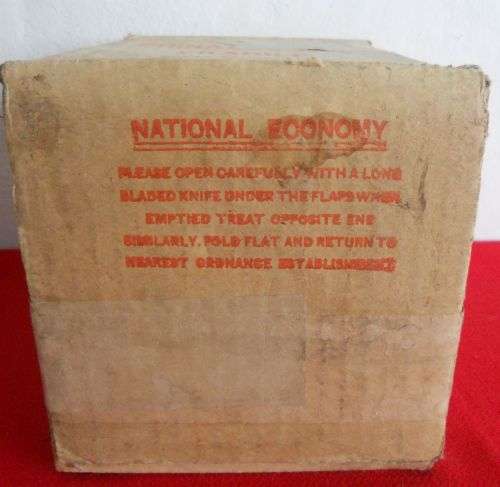 NATIONAL ECONOMY
PLEASE OPEN CAREFULLY WITH A LONG
BLADED KNIFE UNDER THE FLAPS WHEN
EMPTIED TREAT OPPOSITE END
SIMILARLY, FOLD FLAT AND RETURN TO
NEAREST ORDNANCE ESTABLISHMENT